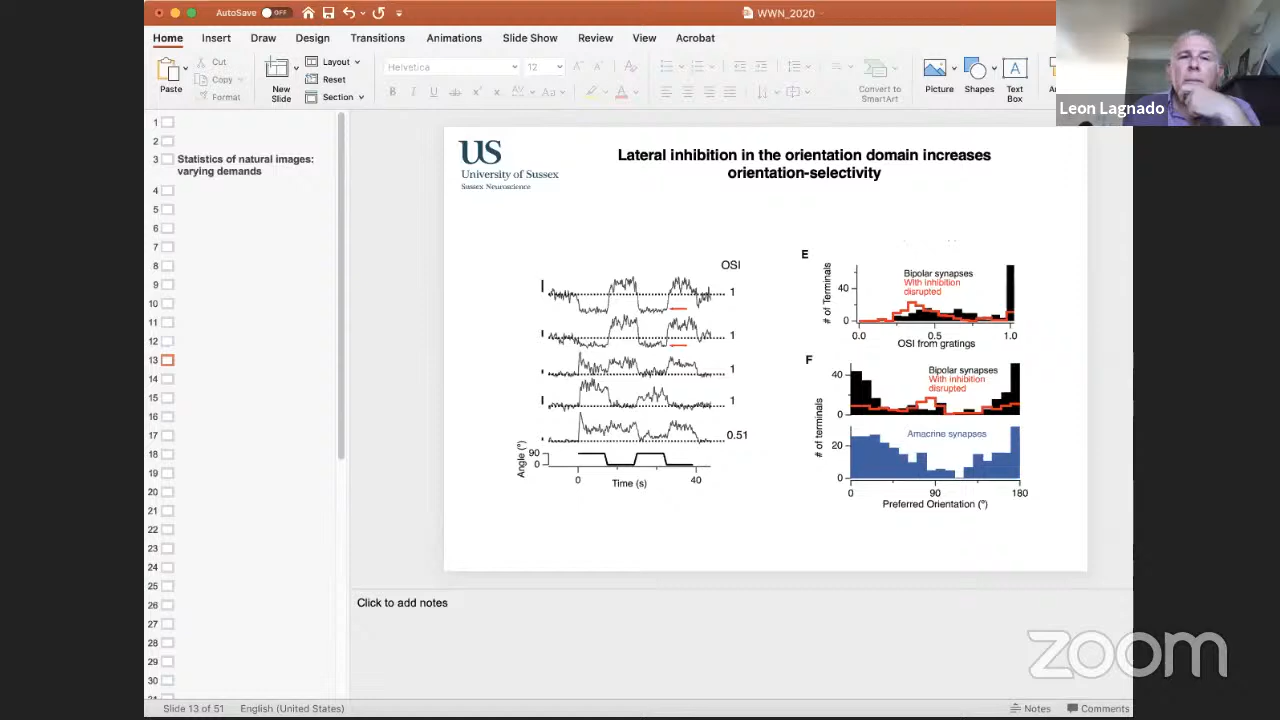 AutoSave OFF
WWN_2020
Home Insert Draw Design Transitions Animations Slide Show Review View Acrobat
Paste
Cut
Copy
Format
New Slide
Layout
Reset
Section
Helvetica 12
Convert to SmartArt
Picture
Shapes
Text Box
Leon Lagnado
1
2
3 Statistics of natural images:
varying demands
4
5
6
7
8
9
10
11
12
13
14
15
16
17
18
19
20
21
22
23
24
25
26
27
28
29
30
US
University of Sussex
Sussex Neuroscience
Lateral inhibition in the orientation domain increases
orientation-selectivity
OSI
1
1
1
1
0.51
Angle (°)
90
0
0 40
Time (s)
E
# of Terminals
40
0
Bipolar synapses
With inhibition
disrupted
0.0 0.5 1.0
OSI from gratings
F
# of terminals
40
0
Bipolar synapses
With inhibition
disrupted
20
0
Amacrine synapses
0 90 180
Preferred Orientation (°)
Click to add notes
zoom
Slide 13 of 51 English (United States)
Notes Comments